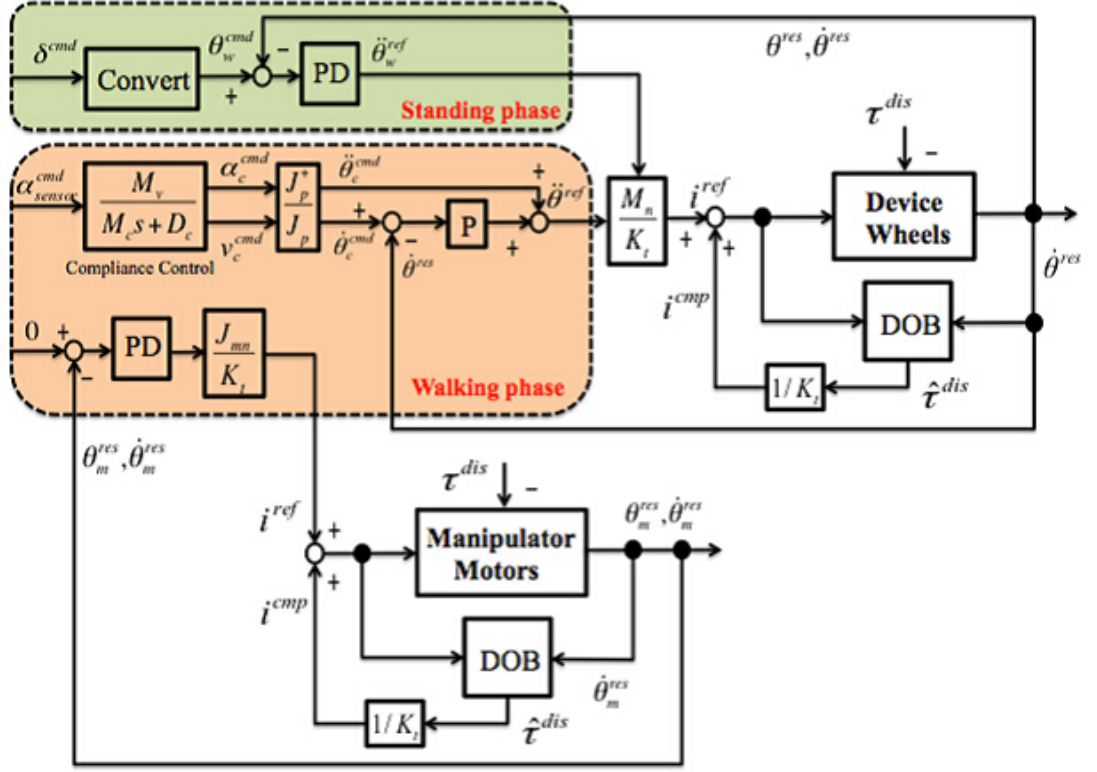 δ^cmd
Convert
θ_w^cmd
+
−
PD
θ̈_w^ref
Standing phase
θ^res, θ̇^res
α_sensor^cmd
M_v
M_c s + D_c
Compliance Control
α_c^cmd
v_c^cmd
J_p^+
J_p
θ̈_c^cmd
θ̇_c^cmd
+
−
θ̇^res
P
+
+
θ̈^ref
M_n
K_t
i^ref
+
+
i^cmp
τ^dis
−
Device
Wheels
θ̇^res
DOB
1/K_t
τ̂^dis
0
+
−
PD
J_mn
K_t
Walking phase
θ_m^res, θ̇_m^res
i^ref
+
+
i^cmp
τ^dis
−
Manipulator
Motors
θ_m^res, θ̇_m^res
DOB
θ̇_m^res
1/K_t
τ̂^dis